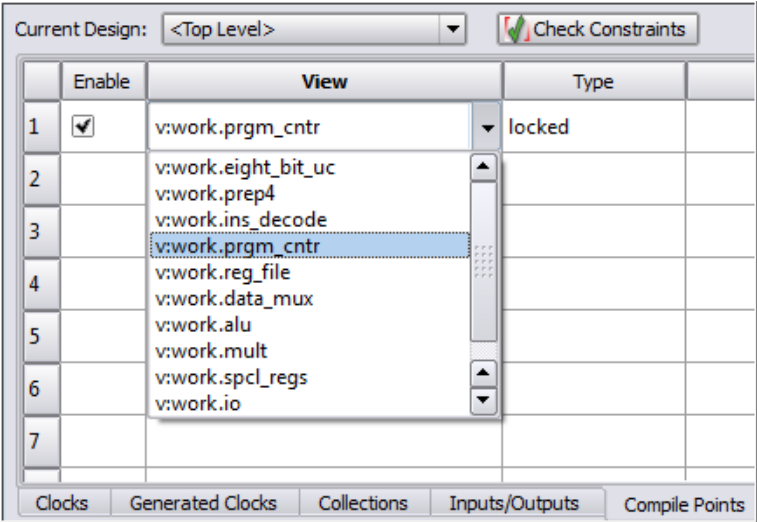 Current Design: <Top Level> Check Constraints
Enable View Type
1 v:work.prgm_cntr locked
v:work.eight_bit_uc
2 v:work.prep4
v:work.ins_decode
3 v:work.prgm_cntr
v:work.reg_file
4 v:work.data_mux
v:work.alu
5 v:work.mult
6 v:work.spcl_regs
v:work.io
7
Clocks Generated Clocks Collections Inputs/Outputs Compile Points